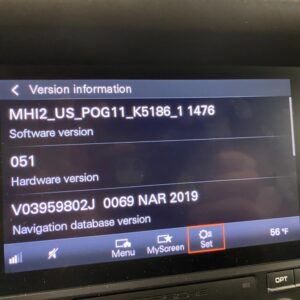 Version information
MHI2_US_POG11_K5186_1 1476
Software version
051
Hardware version
V03959802J 0069 NAR 2019
Navigation database version
Menu
MyScreen
Set
56 °F
OPT